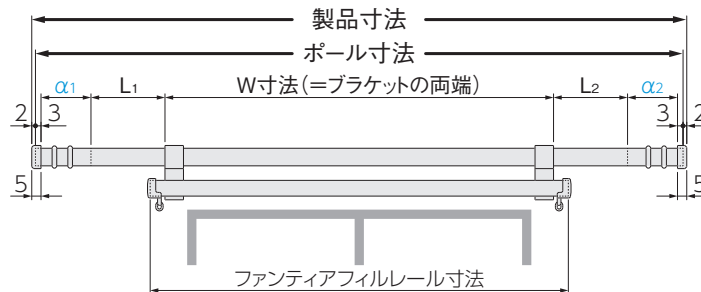 製品寸法
ポール寸法
α1 L1 W寸法(=ブラケットの両端) L2 α2
2 3 3 2
5 5
ファンティアフィルレール寸法